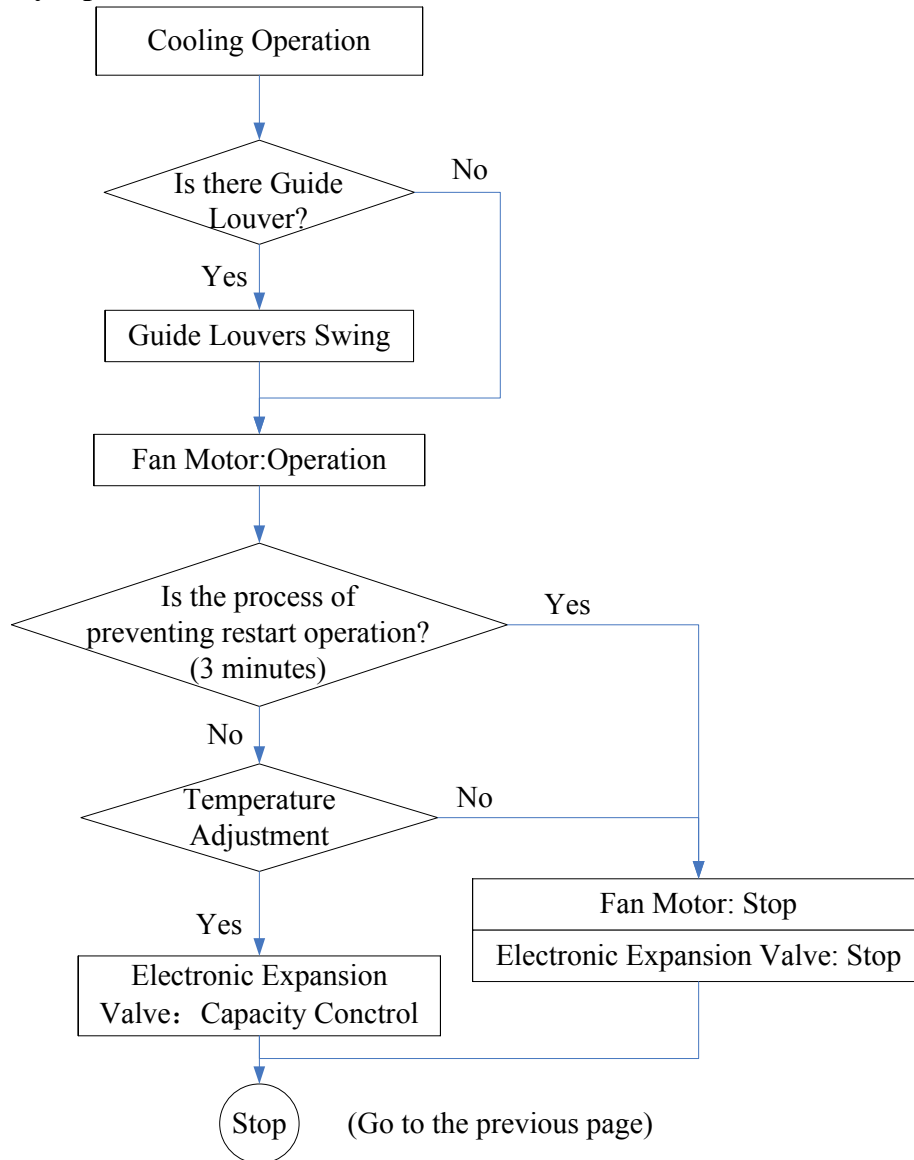 Cooling Operation
No
Is there Guide
Louver?
Yes
Guide Louvers Swing
Fan Motor:Operation
Is the process of
preventing restart operation?
(3 minutes)
Yes
No
Temperature
Adjustment
No
Yes
Fan Motor: Stop
Electronic Expansion Valve: Stop
Electronic Expansion
Valve：Capacity Conctrol
Stop
(Go to the previous page)